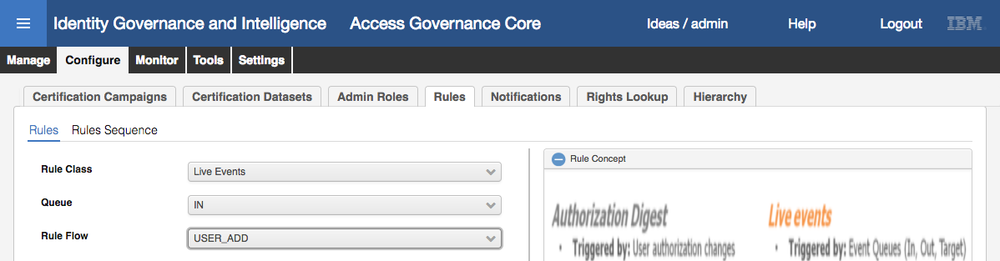 Identity Governance and Intelligence Access Governance Core Ideas / admin Help Logout IBM
Manage Configure Monitor Tools Settings
Certification Campaigns Certification Datasets Admin Roles Rules Notifications Rights Lookup Hierarchy
Rules Rules Sequence
Rule Class Live Events
Queue IN
Rule Flow USER_ADD
Rule Concept
Authorization Digest
• Triggered by: User authorization changes
Live events
• Triggered by: Event Queues (In, Out, Target)